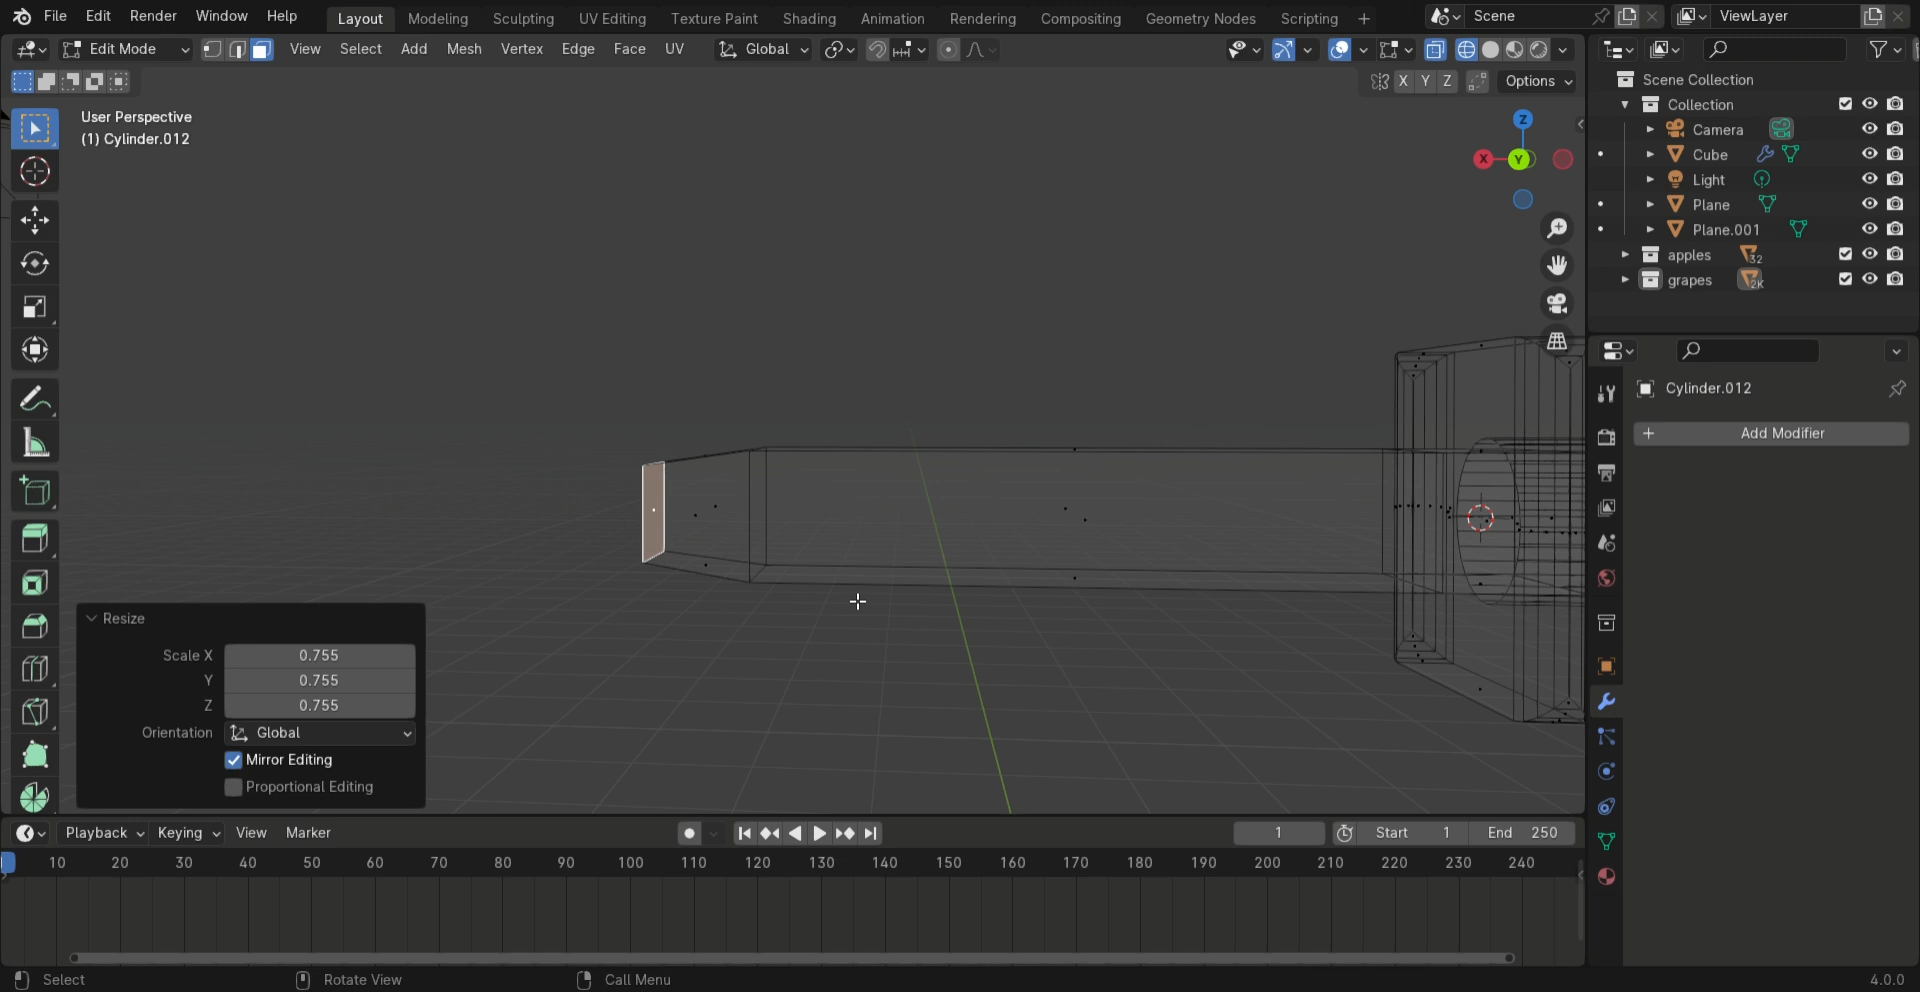 File Edit Render Window Help Layout Modeling Sculpting UV Editing Texture Paint Shading Animation Rendering Compositing Geometry Nodes Scripting + Scene ViewLayer
Edit Mode View Select Add Mesh Vertex Edge Face UV Global
X Y Z Options
User Perspective
(1) Cylinder.012
Z
X Y
Resize
Scale X 0.755
Y 0.755
Z 0.755
Orientation Global
Mirror Editing
Proportional Editing
Scene Collection
Collection
Camera
Cube
Light
Plane
Plane.001
apples 32
grapes 2K
Cylinder.012
+ Add Modifier
Playback Keying View Marker 1 Start 1 End 250
10 20 30 40 50 60 70 80 90 100 110 120 130 140 150 160 170 180 190 200 210 220 230 240
Select Rotate View Call Menu 4.0.0